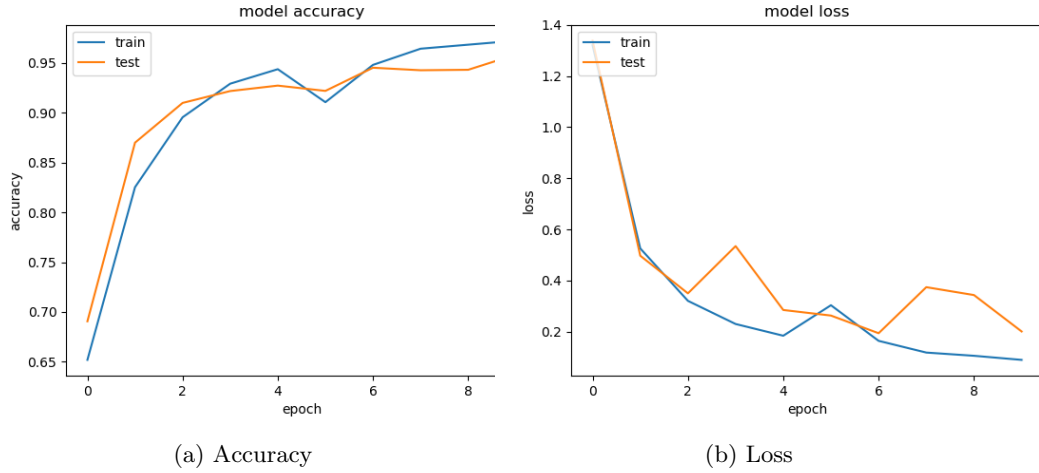 model accuracy
train
test
0.95
0.90
0.85
0.80
0.75
0.70
0.65
accuracy
0 2 4 6 8
epoch
(a) Accuracy
model loss
train
test
1.4
1.2
1.0
0.8
0.6
0.4
0.2
loss
0 2 4 6 8
epoch
(b) Loss